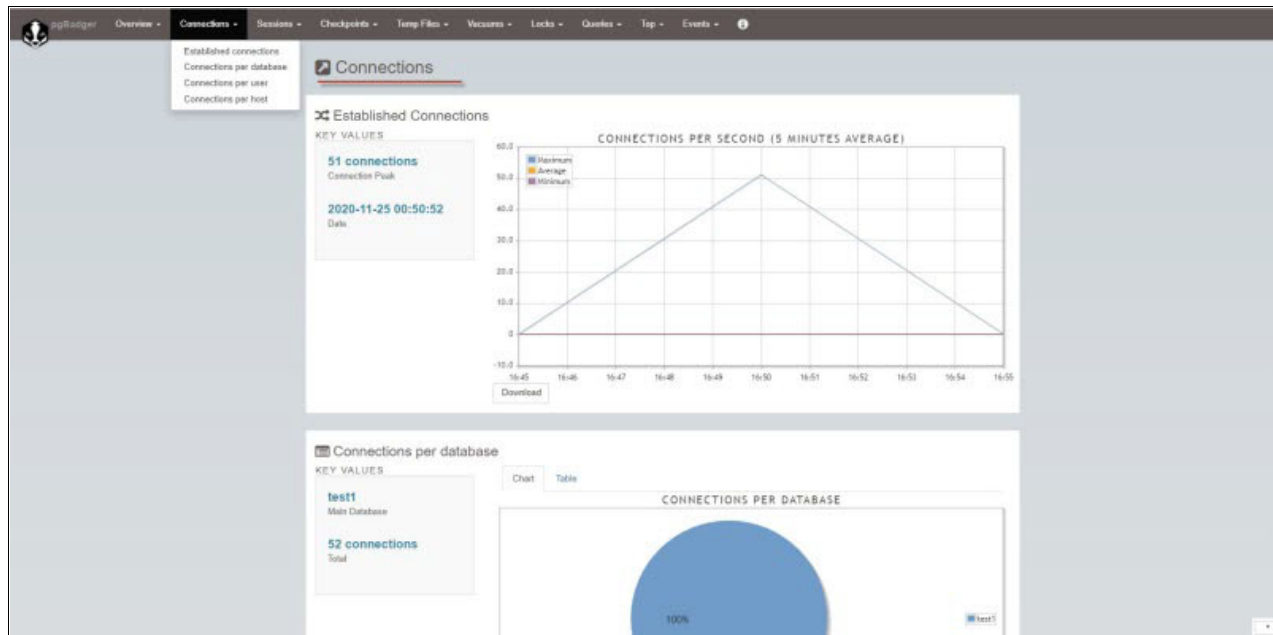 pgBadger Overview Connections Sessions Checkpoints Temp Files Vacuums Locks Queries Top Events
Established connections
Connections per database
Connections per user
Connections per host
Connections
Established Connections
KEY VALUES
51 connections
Connection Peak
2020-11-25 00:50:52
Date
CONNECTIONS PER SECOND (5 MINUTES AVERAGE)
Maximum
Average
Minimum
60.0
50.0
40.0
30.0
20.0
10.0
0
-10.0
16:45 16:46 16:47 16:48 16:49 16:50 16:51 16:52 16:53 16:54 16:55
Download
Connections per database
KEY VALUES
test1
Main Database
52 connections
Total
Chart Table
CONNECTIONS PER DATABASE
100%
test1